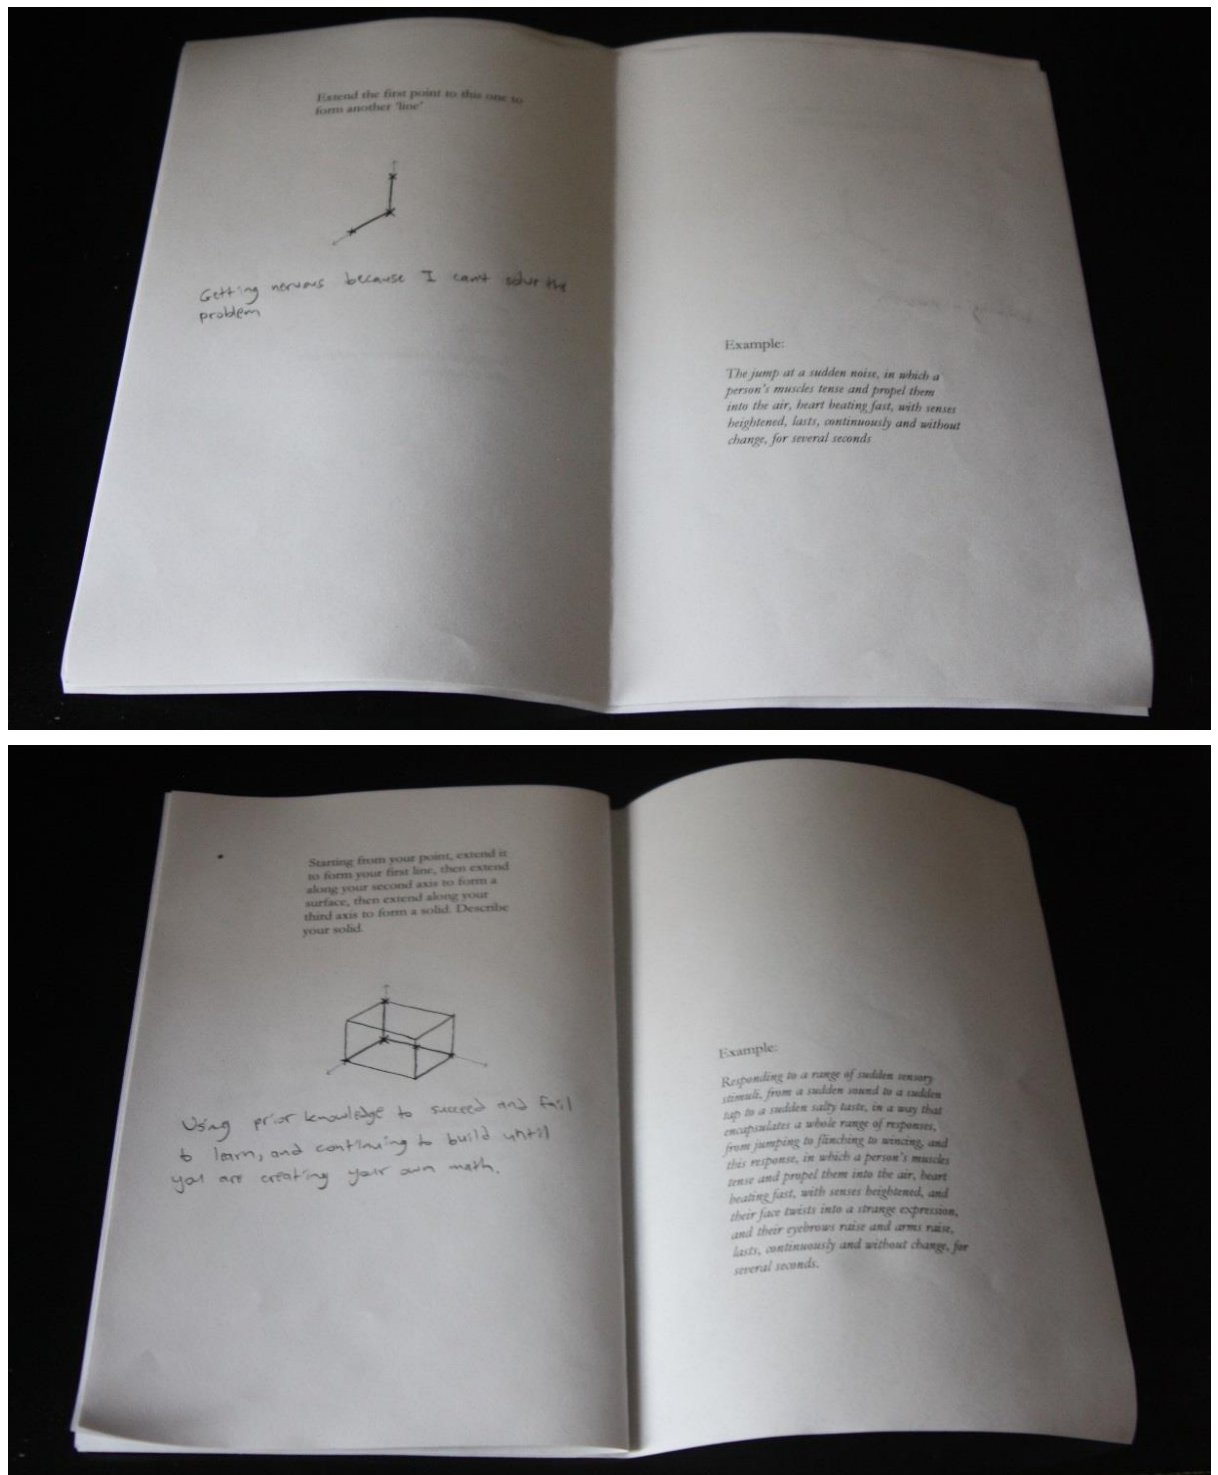 Extend the first point to this one to
form another 'line'
Getting nervous because I can't solve the
problem
Example:
The jump at a sudden noise, in which a
person's muscles tense and propel them
into the air, heart beating fast, with senses
heightened, lasts, continuously and without
change, for several seconds
Starting from your point, extend it
to form your first line, then extend
along your second axis to form a
surface, then extend along your
third axis to form a solid. Describe
your solid.
Using prior knowledge to succeed and fail
to learn, and continuing to build until
you are creating your own math.
Example:
Responding to a range of sudden sensory
stimuli, from a sudden sound to a sudden
tap to a sudden salty taste, in a way that
encapsulates a whole range of responses,
from jumping to flinching to wincing, and
this response, in which a person's muscles
tense and propel them into the air, heart
beating fast, with senses heightened, and
their face twists into a strange expression,
and their eyebrows raise and arms raise,
lasts, continuously and without change, for
several seconds.